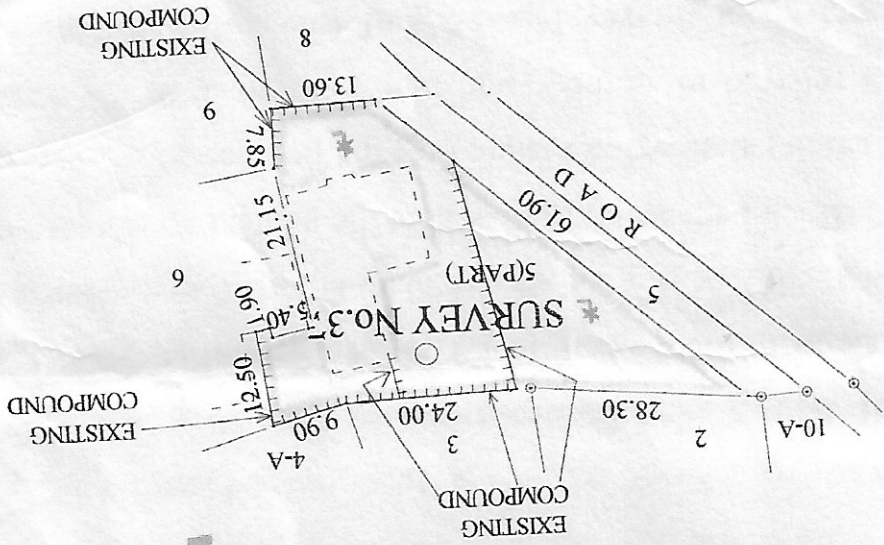 EXISTING
COMPOUND
10-A
2
28.30
3
24.00
4-A
9.90
EXISTING
COMPOUND
12.50
SURVEY No.3
5(PART)
5
5.40
1.90
9
61.90
ROAD
21.15
7.85
6
13.60
8
EXISTING
COMPOUND